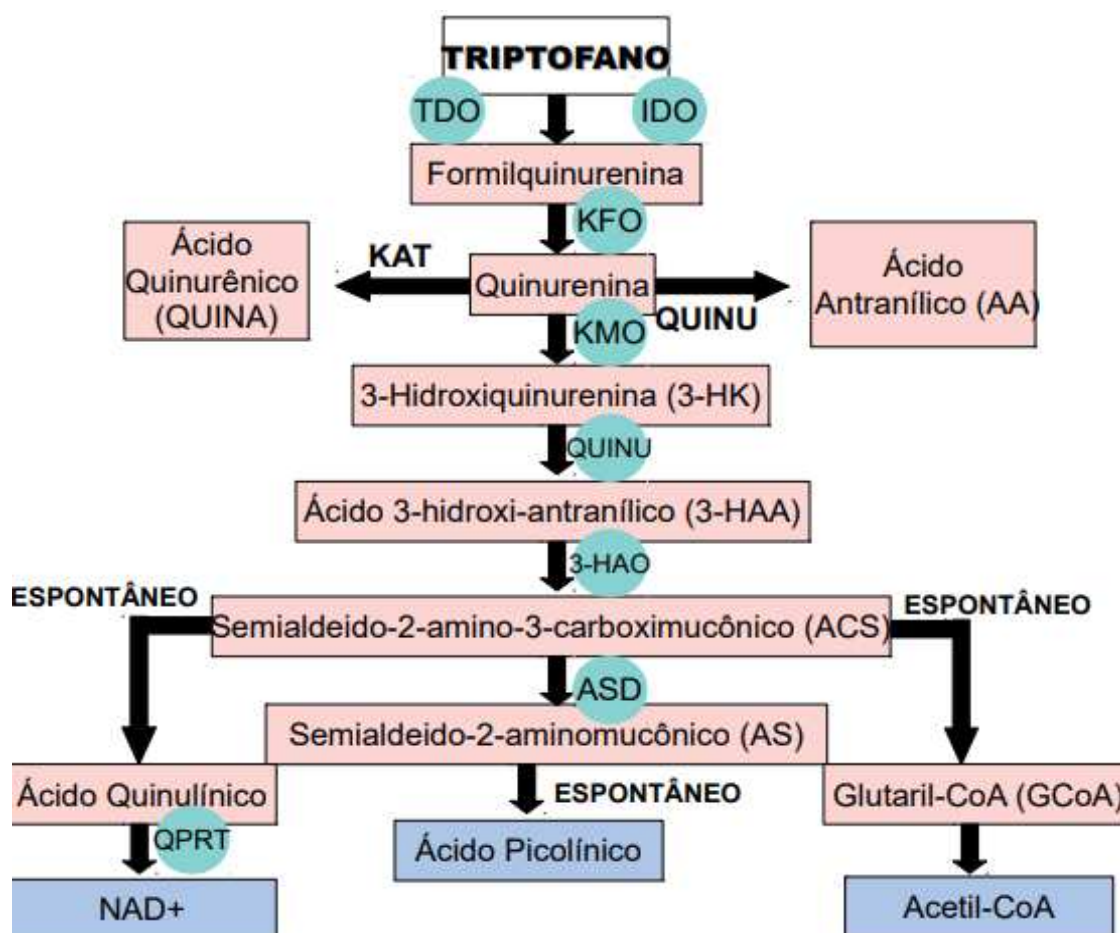 TRIPTOFANO
TDO
IDO
Formilquinurenina
KFO
Ácido
Quinurênico
(QUINA)
KAT
Quinurenina
QUINU
Ácido
Antranílico (AA)
KMO
3-Hidroxiquinurenina (3-HK)
QUINU
Ácido 3-hidroxi-antranílico (3-HAA)
3-HAO
ESPONTÂNEO
Semialdeido-2-amino-3-carboximucônico (ACS)
ESPONTÂNEO
ASD
Semialdeido-2-aminomucônico (AS)
Ácido Quinulínico
ESPONTÂNEO
Glutaril-CoA (GCoA)
QPRT
Ácido Picolínico
NAD+
Acetil-CoA